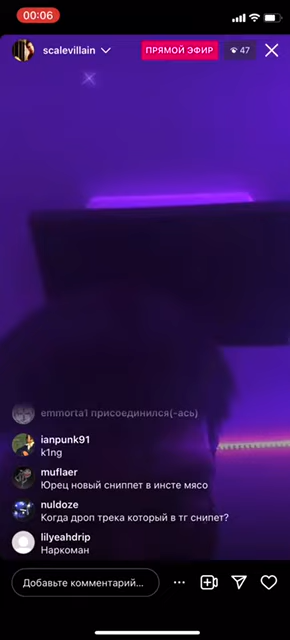 00:06
scalevillain
ПРЯМОЙ ЭФИР
47
emmorta1 присоединился(-ась)
ianpunk91
k1ng
muflaer
Юрец новый сниппет в инсте мясо
nuldoze
Когда дроп трека который в тг снипет?
lilyeahdrip
Наркоман
Добавьте комментарий...